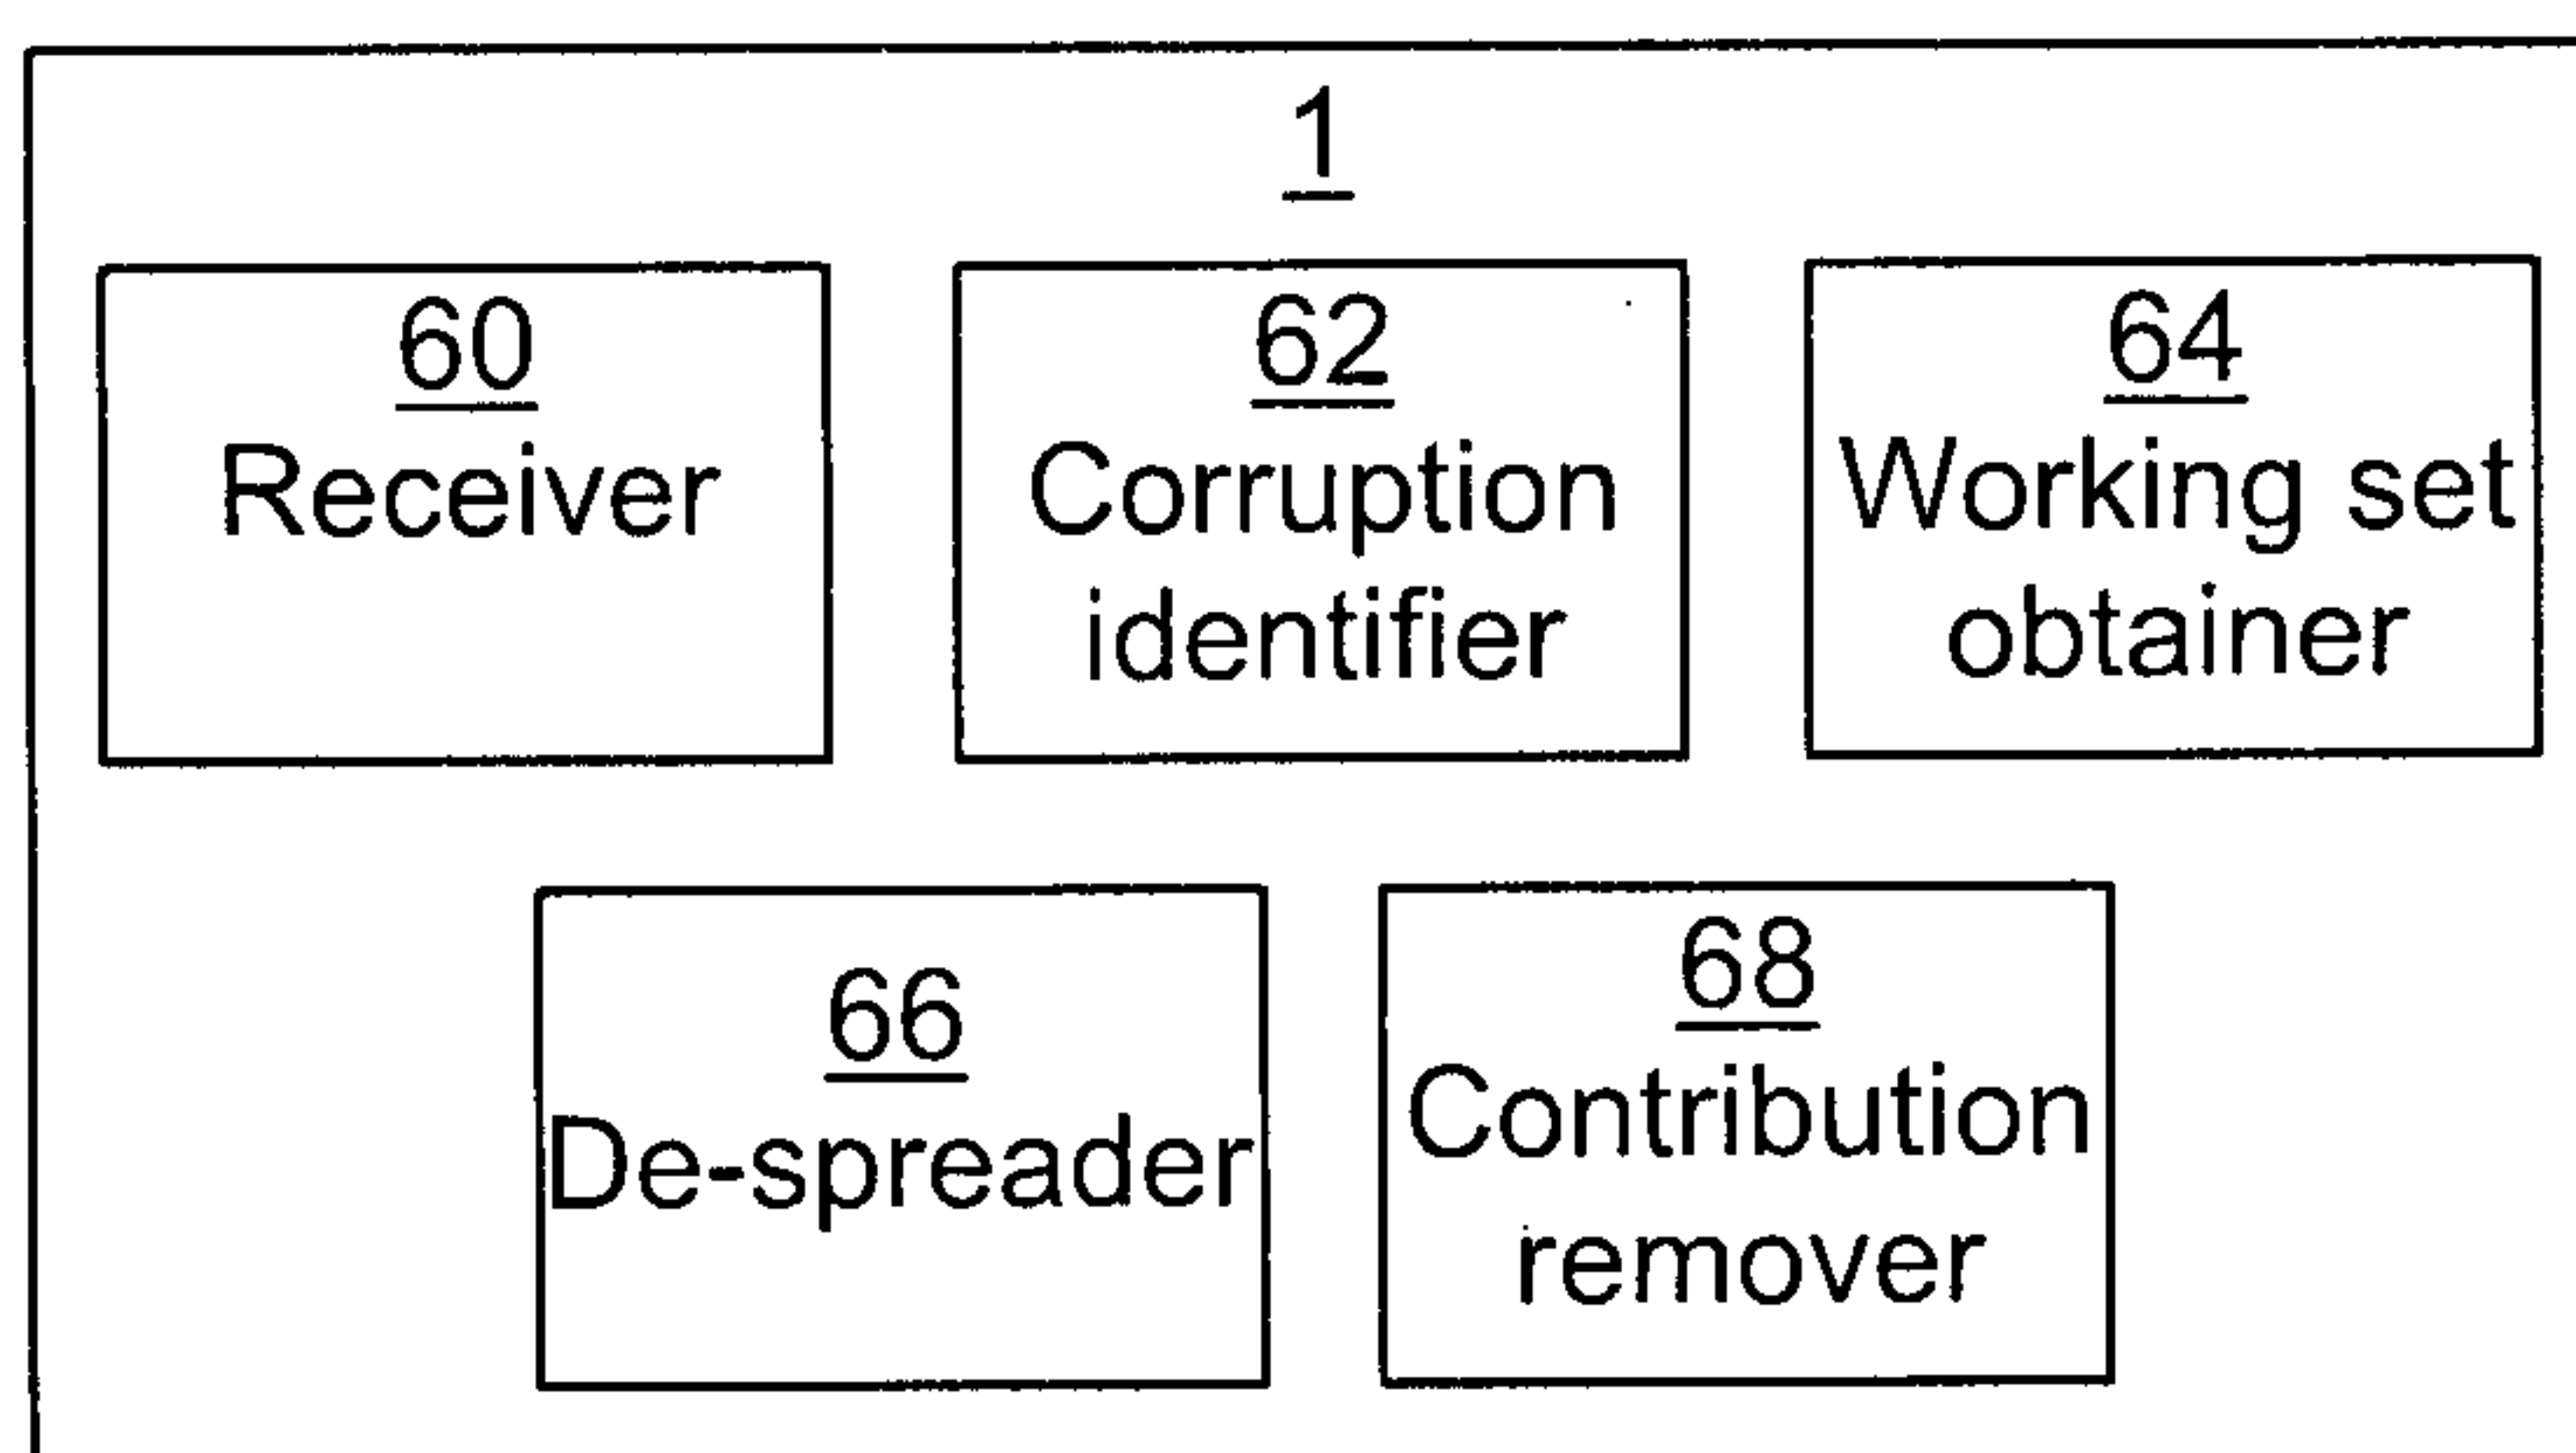 1
60
Receiver
62
Corruption
identifier
64
Working set
obtainer
66
De-spreader
68
Contribution
remover